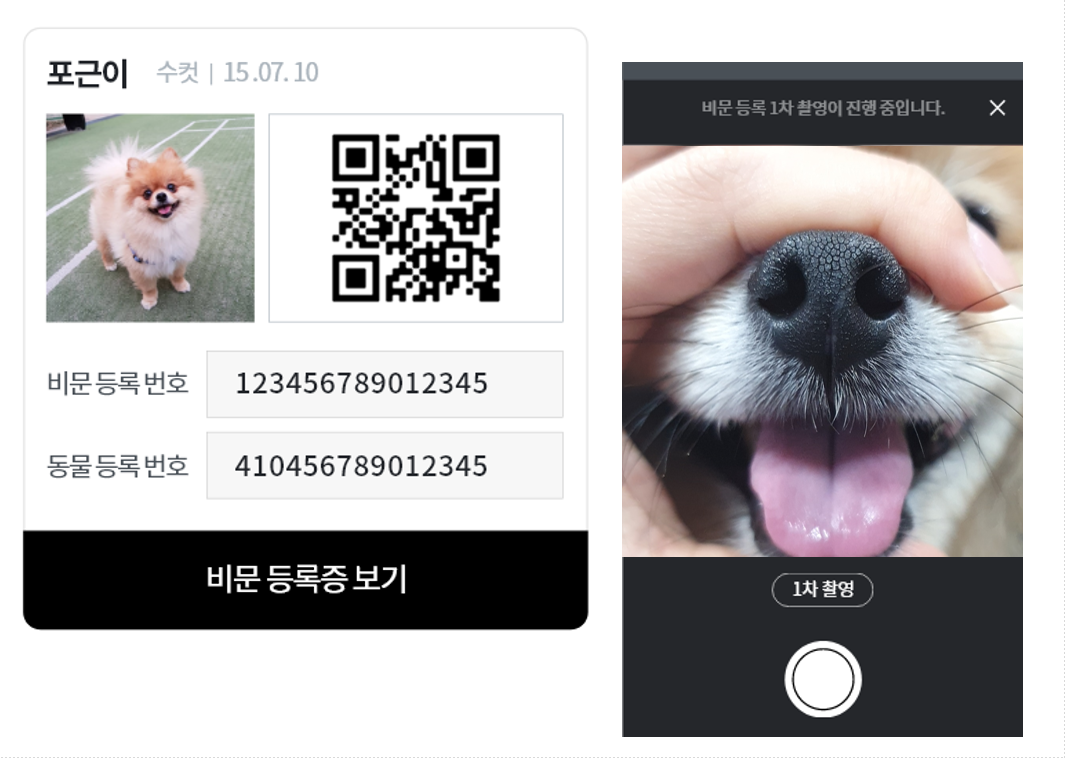 포근이 수컷 | 15.07.10
비문 등록 번호 123456789012345
동물 등록 번호 410456789012345
비문 등록증 보기
비문 등록 1차 촬영이 진행 중입니다.
1차 촬영